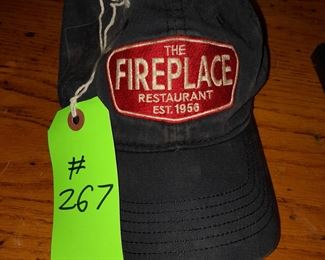 THE
FIREPLACE
RESTAURANT
EST. 1956
#
267